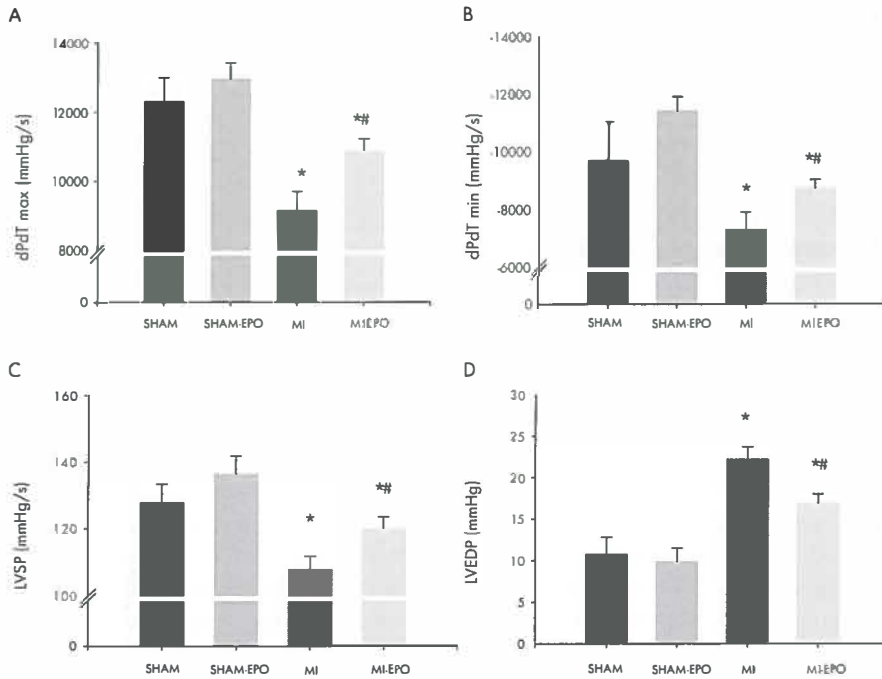 A
dPdT max (mmHg/s)
14000
12000
10000
8000
0
*
*#
SHAM
SHAM-EPO
MI
MI-EPO
B
dPdT min (mmHg/s)
-14000
-12000
-10000
-8000
-6000
0
*
*#
SHAM
SHAM-EPO
MI
MI-EPO
C
LVSP (mmHg/s)
160
140
120
100
0
*
*#
SHAM
SHAM-EPO
MI
MI-EPO
D
LVEDP (mmHg)
30
25
20
15
10
5
0
*
*#
SHAM
SHAM-EPO
MI
MI-EPO